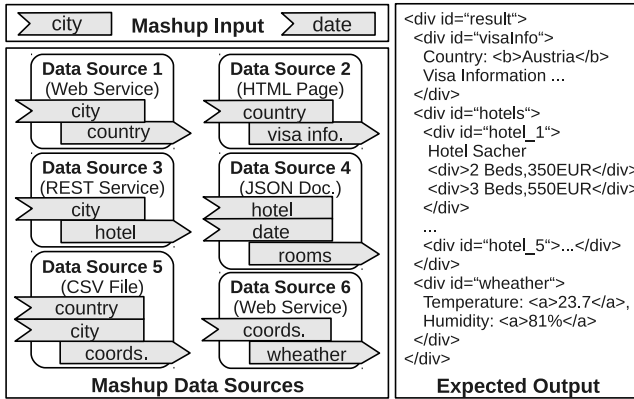 Mashup Input
city
date
Data Source 1
(Web Service)
city
country
Data Source 2
(HTML Page)
country
visa info.
Data Source 3
(REST Service)
city
hotel
Data Source 4
(JSON Doc.)
hotel
date
rooms
Data Source 5
(CSV File)
country
city
coords.
Data Source 6
(Web Service)
coords.
wheather
Mashup Data Sources
<div id=“result“>
<div id=“visaInfo“>
Country: <b>Austria</b>
Visa Information ...
</div>
<div id=“hotels“>
<div id=“hotel_1“>
Hotel Sacher
<div>2 Beds,350EUR</div>
<div>3 Beds,550EUR</div>
</div>
...
<div id=“hotel_5“>...</div>
</div>
<div id=“wheather“>
Temperature: <a>23.7</a>,
Humidity: <a>81%</a>
</div>
</div>
Expected Output